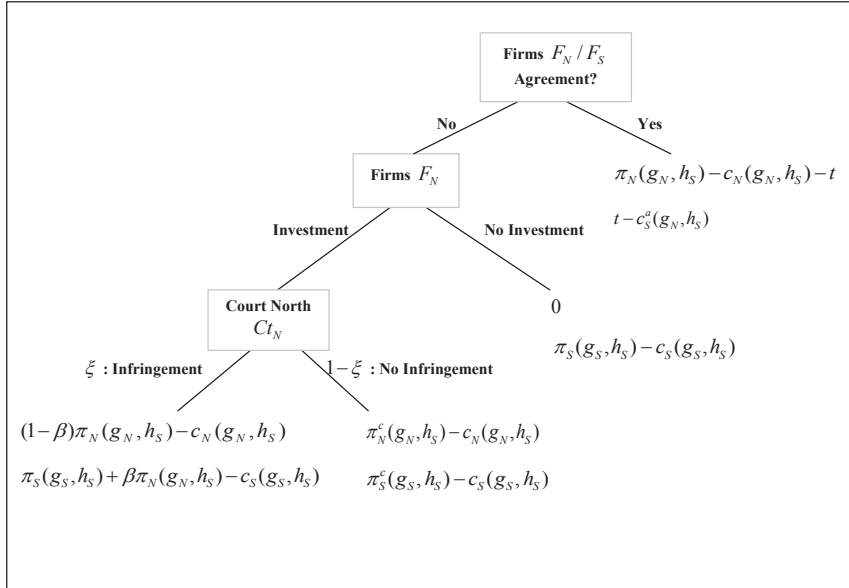 Firms F_N / F_S
Agreement?
No
Yes
Firms F_N
π_N(g_N, h_S) − c_N(g_N, h_S) − t
t − c_S^a(g_N, h_S)
Investment
No Investment
Court North
Ct_N
0
π_S(g_S, h_S) − c_S(g_S, h_S)
ξ : Infringement
1 − ξ : No Infringement
(1 − β)π_N(g_N, h_S) − c_N(g_N, h_S)
π_N^c(g_N, h_S) − c_N(g_N, h_S)
π_S(g_S, h_S) + βπ_N(g_N, h_S) − c_S(g_S, h_S)
π_S^c(g_S, h_S) − c_S(g_S, h_S)